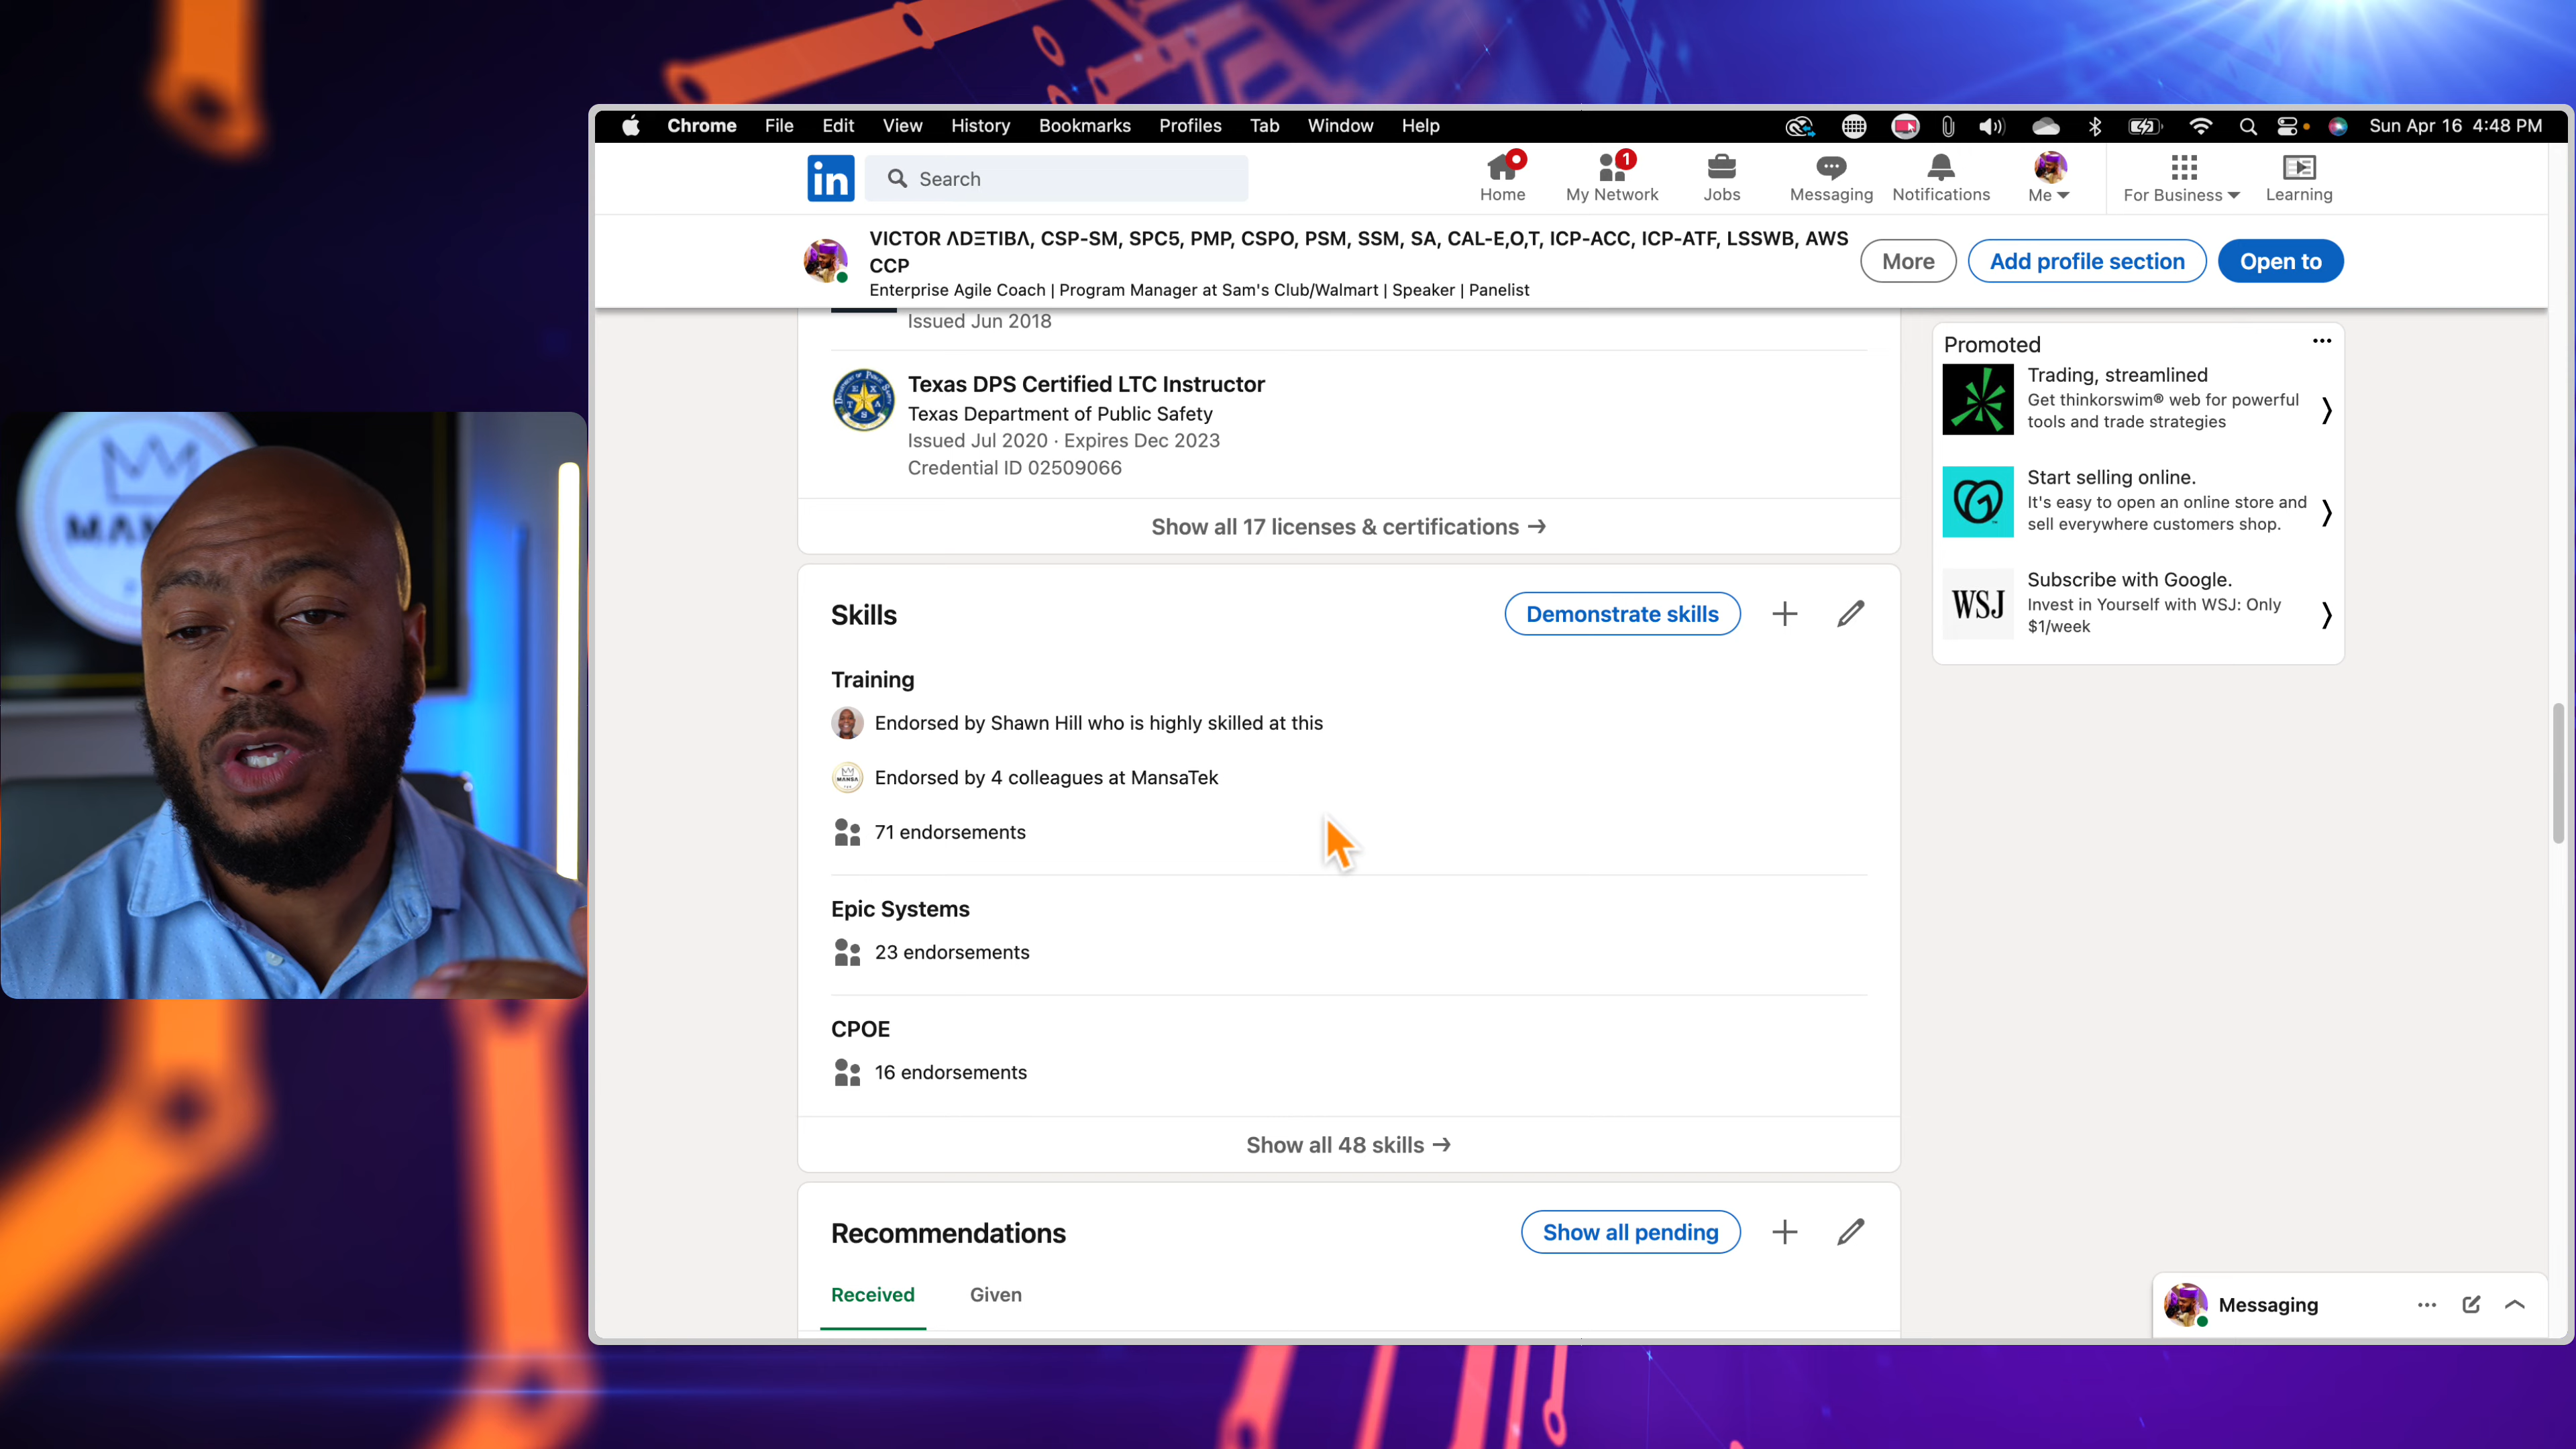 Chrome File Edit View History Bookmarks Profiles Tab Window Help Sun Apr 16 4:48 PM
in Search
Home
1
My Network
Jobs
Messaging
Notifications
Me
For Business
Learning
VICTOR ΛDΞTIBΛ, CSP-SM, SPC5, PMP, CSPO, PSM, SSM, SA, CAL-E,O,T, ICP-ACC, ICP-ATF, LSSWB, AWS
CCP
Enterprise Agile Coach | Program Manager at Sam's Club/Walmart | Speaker | Panelist
More
Add profile section
Open to
Issued Jun 2018
Texas DPS Certified LTC Instructor
Texas Department of Public Safety
Issued Jul 2020 · Expires Dec 2023
Credential ID 02509066
Show all 17 licenses & certifications →
Skills
Demonstrate skills
Training
Endorsed by Shawn Hill who is highly skilled at this
MANSA
Endorsed by 4 colleagues at MansaTek
71 endorsements
Epic Systems
23 endorsements
CPOE
16 endorsements
Show all 48 skills →
Recommendations
Show all pending
Received
Given
Promoted
Trading, streamlined
Get thinkorswim® web for powerful
tools and trade strategies
Start selling online.
It's easy to open an online store and
sell everywhere customers shop.
WSJ
Subscribe with Google.
Invest in Yourself with WSJ: Only
$1/week
Messaging